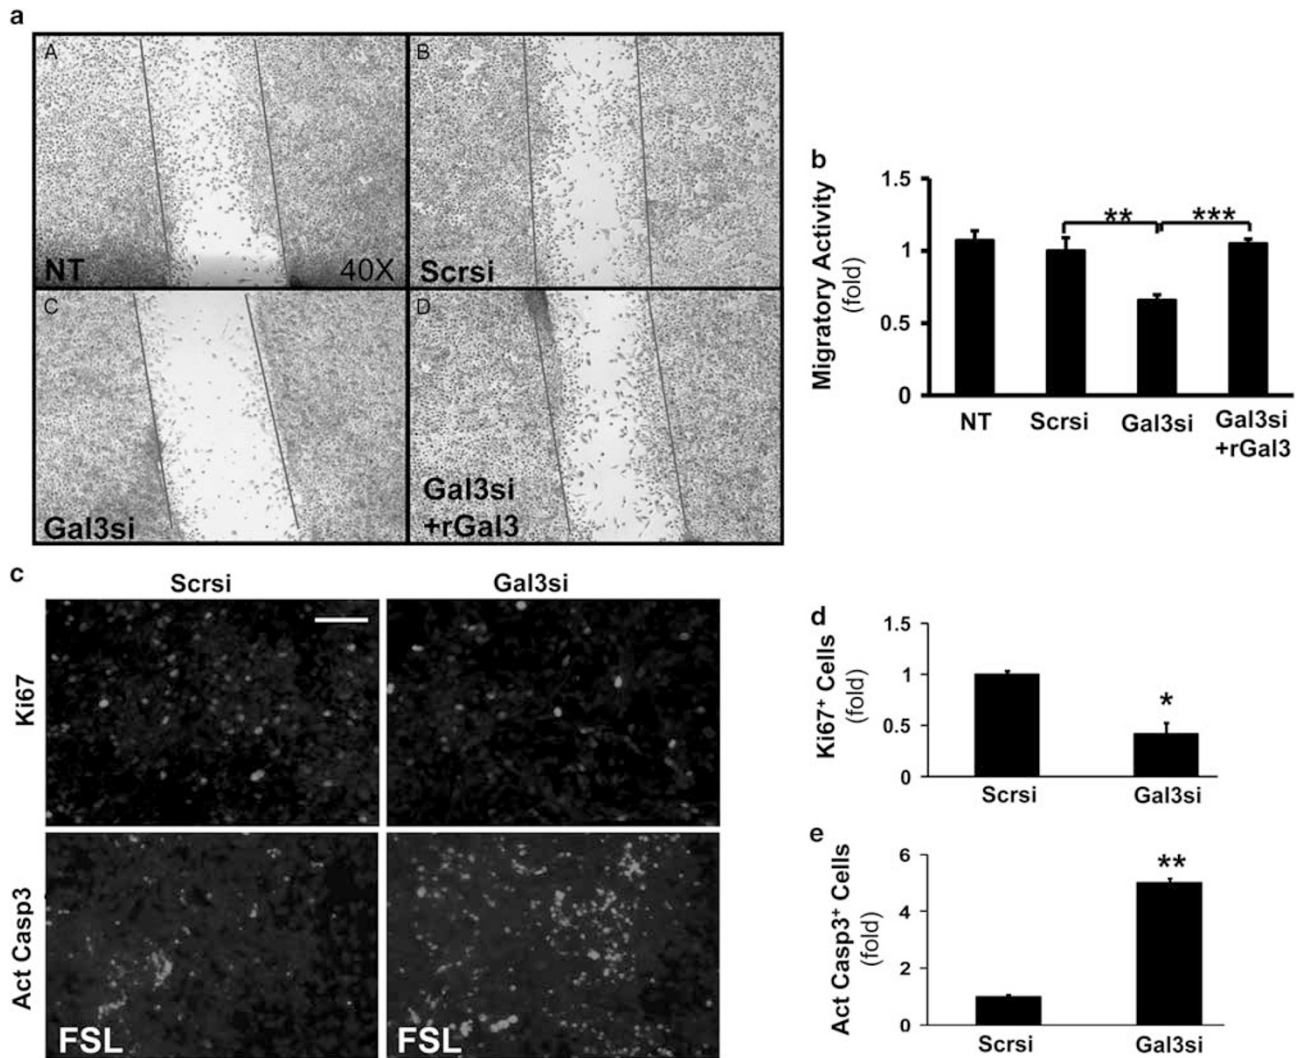 a
A
NT
40X
B
Scrsi
C
Gal3si
D
Gal3si
+rGal3
b
Migratory Activity
(fold)
1.5
1
0.5
0
**
***
NT
Scrsi
Gal3si
Gal3si
+rGal3
c
Scrsi
Gal3si
Ki67
Act Casp3
FSL
FSL
d
Ki67⁺ Cells
(fold)
1.5
1
0.5
0
*
Scrsi
Gal3si
e
Act Casp3⁺ Cells
(fold)
6
4
2
0
**
Scrsi
Gal3si